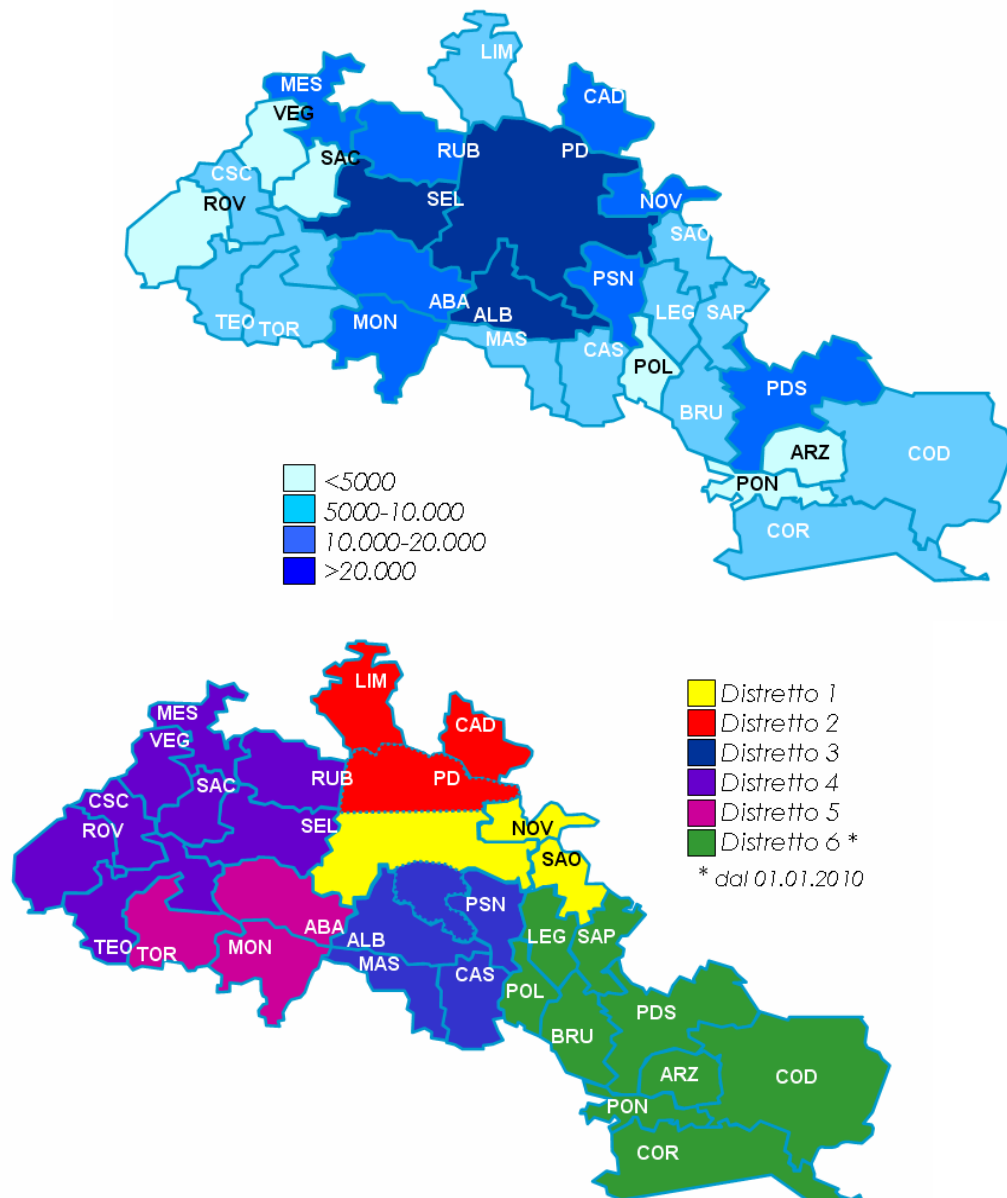 LIM
MES
CAD
VEG
RUB
SAC
PD
CSC
SEL
ROV
NOV
SAO
PSN
ABA
LEG
SAP
ALB
TEO
TOR
MON
MAS
CAS
POL
PDS
BRU
ARZ
COD
PON
COR
<5000
5000-10.000
10.000-20.000
>20.000
LIM
MES
CAD
VEG
RUB
PD
SAC
CSC
SEL
ROV
NOV
SAO
PSN
ABA
LEG
SAP
ALB
TEO
TOR
MON
MAS
CAS
POL
PDS
BRU
ARZ
COD
PON
COR
Distretto 1
Distretto 2
Distretto 3
Distretto 4
Distretto 5
Distretto 6 *
* dal 01.01.2010